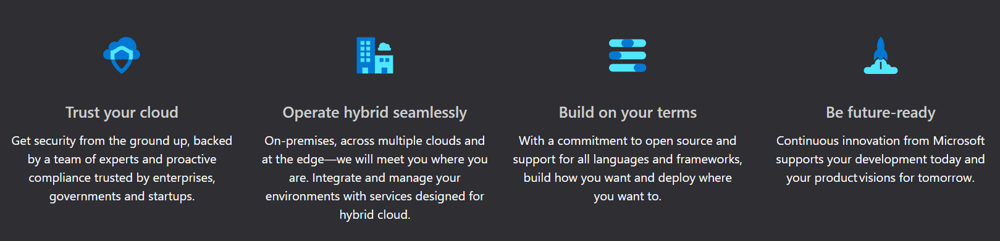 Trust your cloud
Get security from the ground up, backed
by a team of experts and proactive
compliance trusted by enterprises,
governments and startups.
Operate hybrid seamlessly
On-premises, across multiple clouds and
at the edge—we will meet you where you
are. Integrate and manage your
environments with services designed for
hybrid cloud.
Build on your terms
With a commitment to open source and
support for all languages and frameworks,
build how you want and deploy where
you want to.
Be future-ready
Continuous innovation from Microsoft
supports your development today and
your product visions for tomorrow.